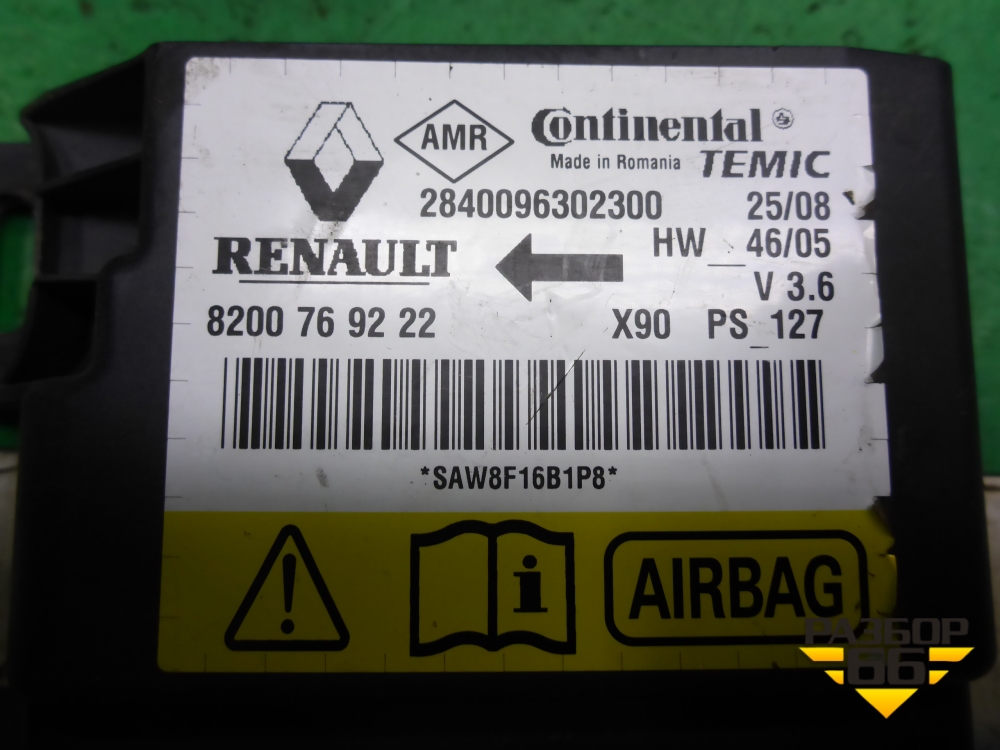 AMR
Continental
Made in Romania TEMIC
2840096302300 25/08
RENAULT HW_46/05
V 3.6
8200 76 92 22 X90 PS_127
*SAW8F16B1P8*
i
AIRBAG
РАЗБОР
66